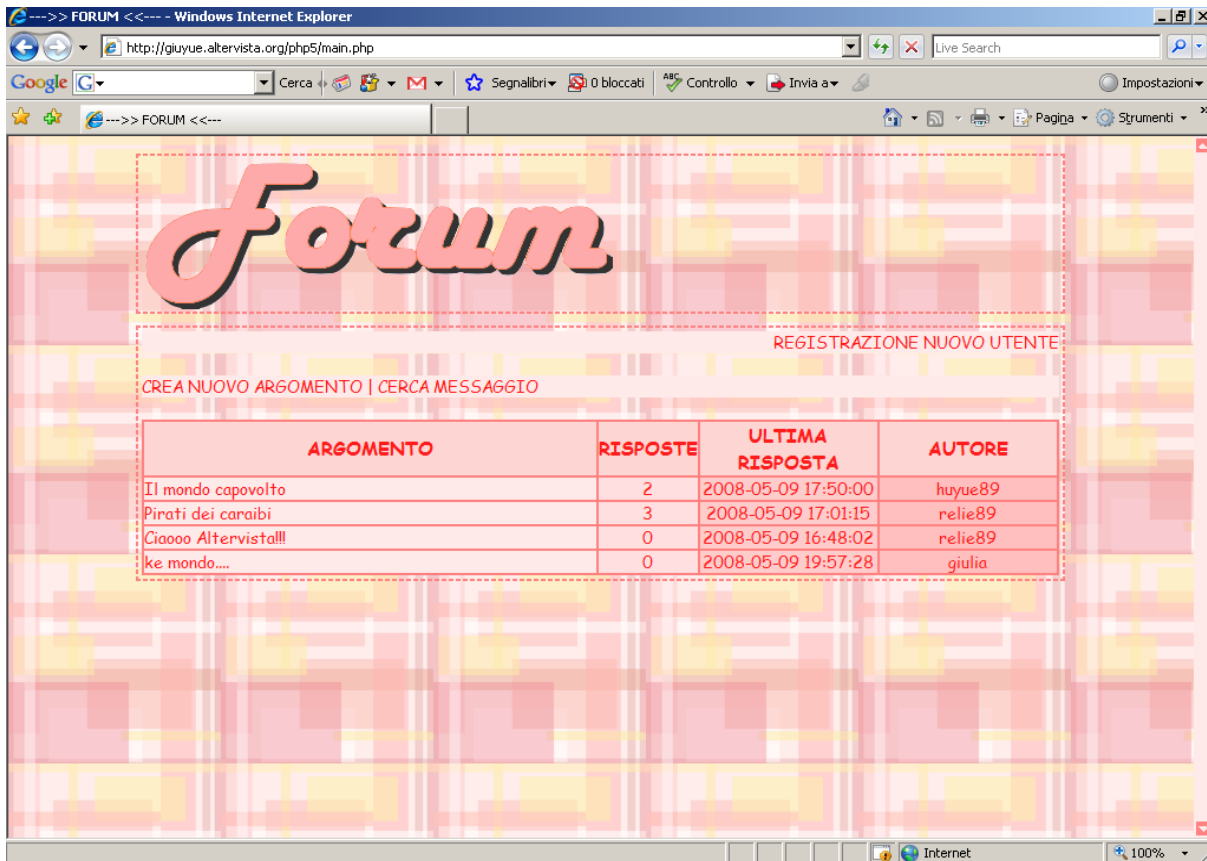 --->> FORUM <<--- - Windows Internet Explorer
http://giuyue.altervista.org/php5/main.php
Live Search
Google G Cerca Segnalibri 0 bloccati ABC Controllo Invia a Impostazioni
--->> FORUM <<--- Pagina Strumenti »
Forum
REGISTRAZIONE NUOVO UTENTE
CREA NUOVO ARGOMENTO | CERCA MESSAGGIO
ARGOMENTO RISPOSTE ULTIMA RISPOSTA AUTORE
Il mondo capovolto 2 2008-05-09 17:50:00 huyue89
Pirati dei caraibi 3 2008-05-09 17:01:15 relie89
Ciaooo Altervista!!! 0 2008-05-09 16:48:02 relie89
ke mondo.... 0 2008-05-09 19:57:28 giulia
Internet 100%